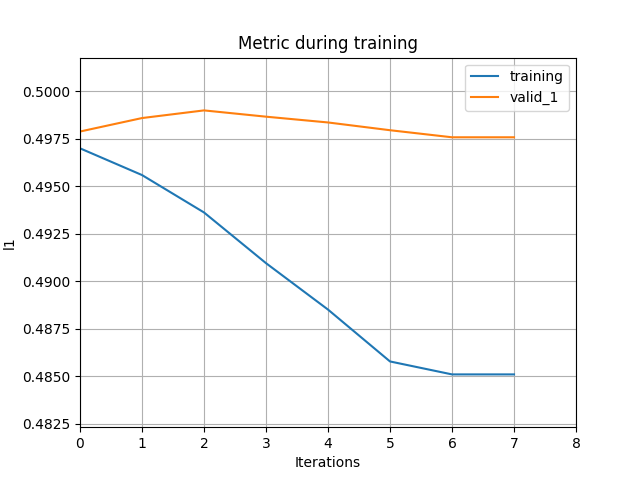 Metric during training
training
valid_1
0.5000
0.4975
0.4950
0.4925
0.4900
0.4875
0.4850
0.4825
l1
0 1 2 3 4 5 6 7 8
Iterations